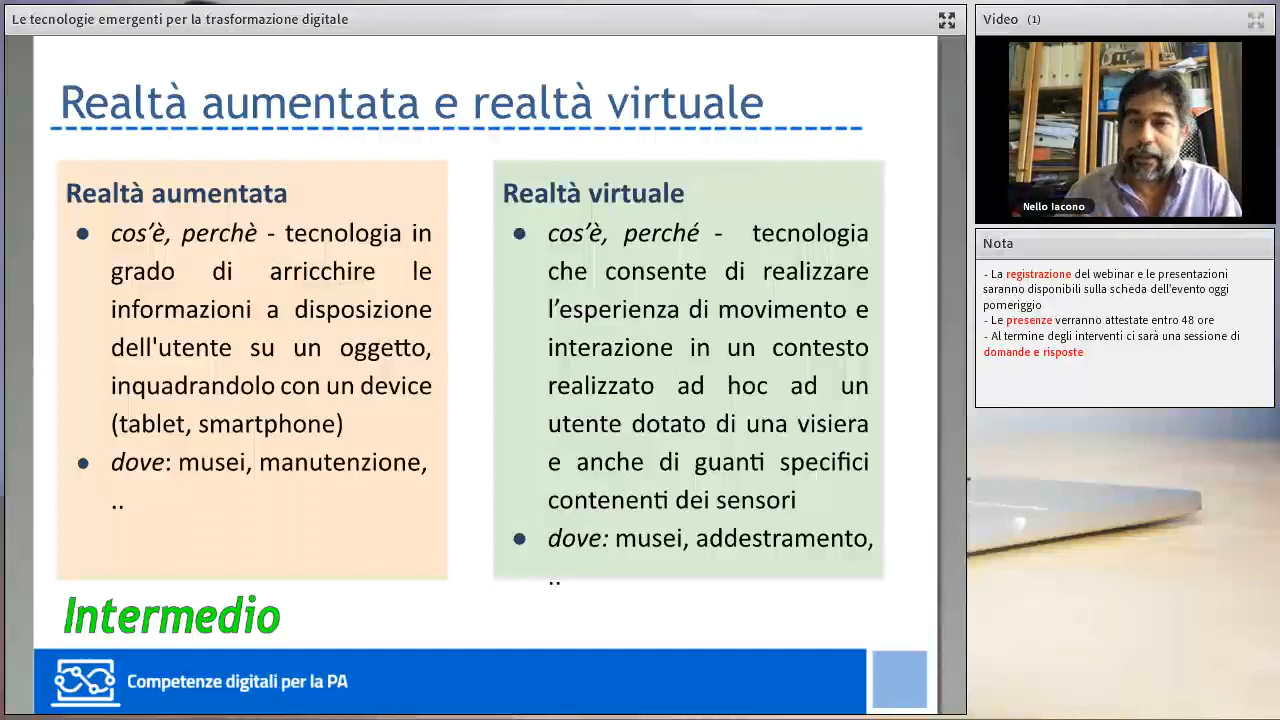 Le tecnologie emergenti per la trasformazione digitale
Realtà aumentata e realtà virtuale
Realtà aumentata
● cos’è, perchè - tecnologia in
grado di arricchire le
informazioni a disposizione
dell'utente su un oggetto,
inquadrandolo con un device
(tablet, smartphone)
● dove: musei, manutenzione,
..
Realtà virtuale
● cos’è, perché - tecnologia
che consente di realizzare
l’esperienza di movimento e
interazione in un contesto
realizzato ad hoc ad un
utente dotato di una visiera
e anche di guanti specifici
contenenti dei sensori
● dove: musei, addestramento,
..
Intermedio
Competenze digitali per la PA
Video (1)
Nello Iacono
Nota
- La registrazione del webinar e le presentazioni
saranno disponibili sulla scheda dell'evento oggi
pomeriggio
- Le presenze verranno attestate entro 48 ore
- Al termine degli interventi ci sarà una sessione di
domande e risposte